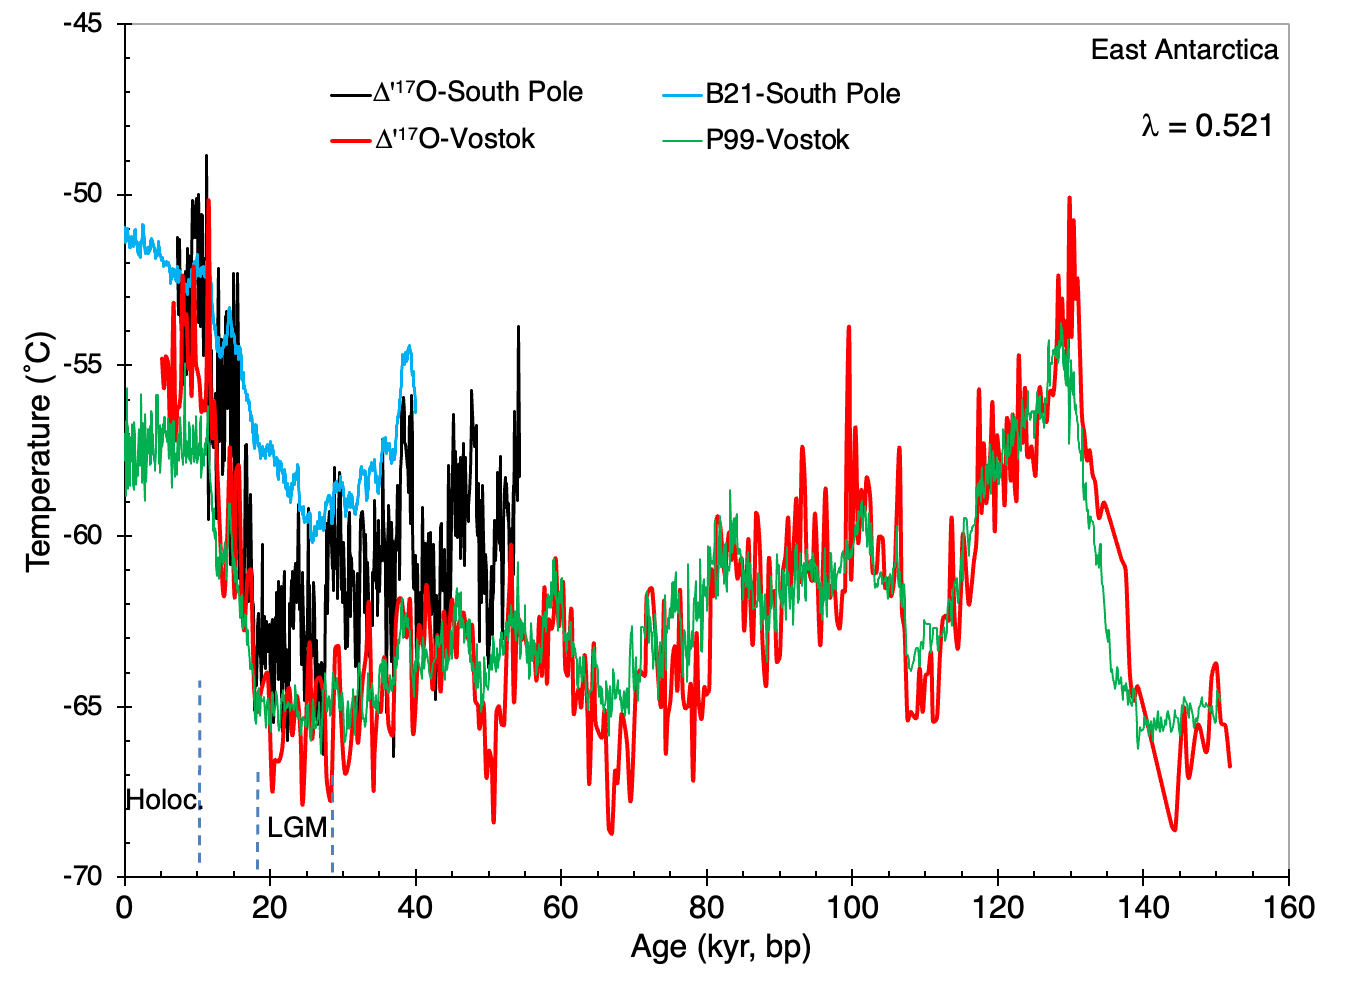 -45
East Antarctica
Δ'¹⁷O-South Pole
B21-South Pole
Δ'¹⁷O-Vostok
P99-Vostok
λ = 0.521
-50
-55
-60
-65
-70
Temperature (˚C)
Holoc.
LGM
0 20 40 60 80 100 120 140 160
Age (kyr, bp)